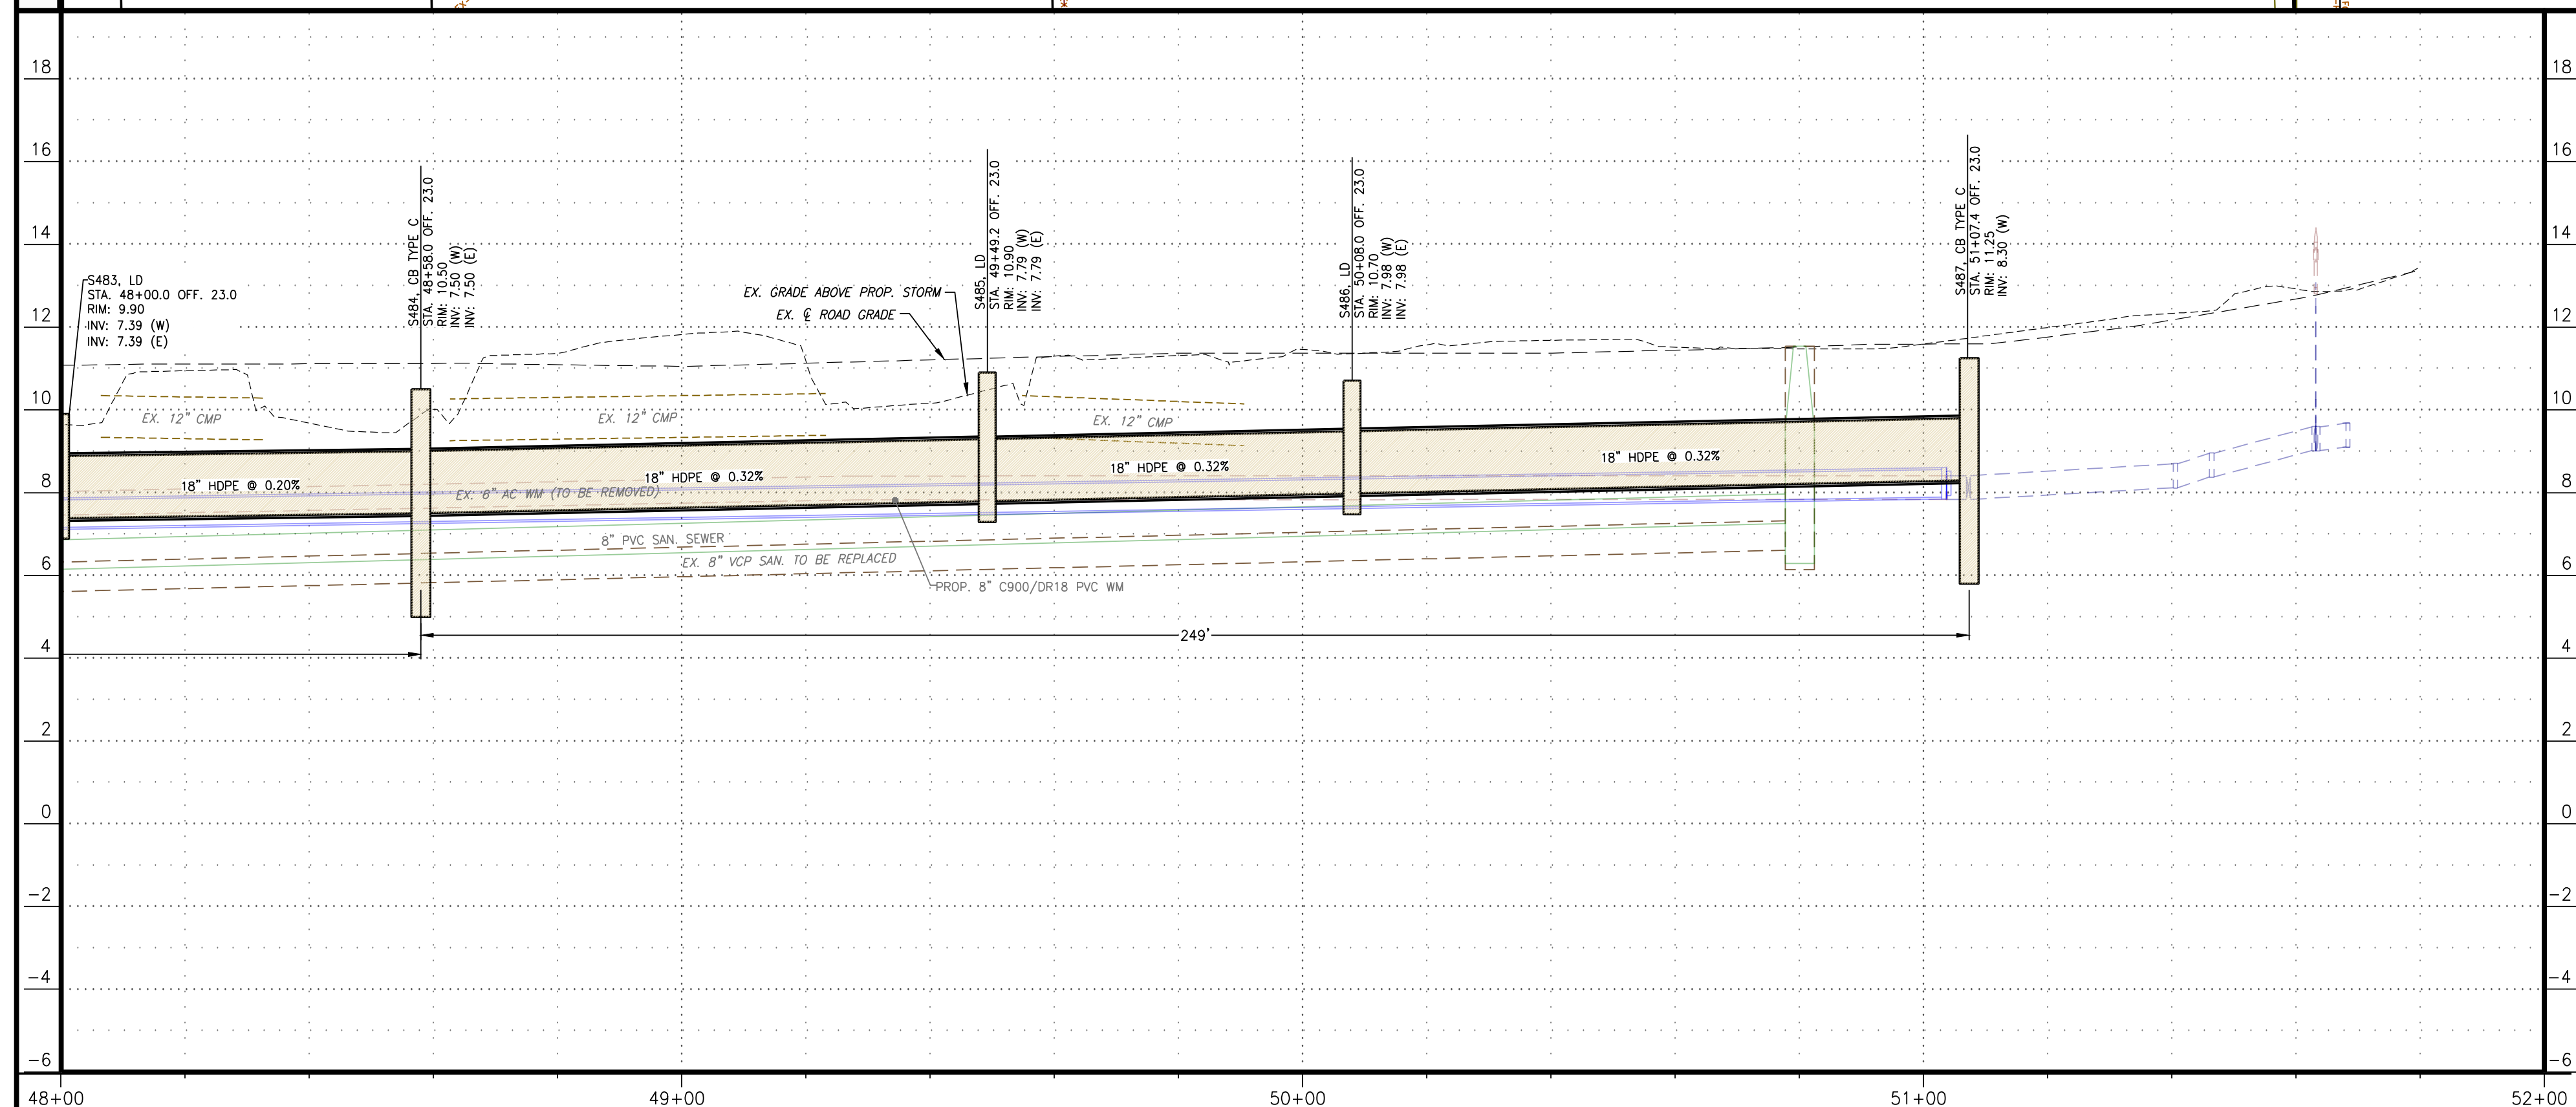 18
16
14
12
10
8
6
4
2
0
-2
-4
-6
S483, LD
STA. 48+00.0 OFF. 23.0
RIM: 9.90
INV: 7.39 (W)
INV: 7.39 (E)
S484, CB TYPE C
STA. 48+58.0 OFF. 23.0
RIM: 10.50
INV: 7.50 (W)
INV: 7.50 (E)
EX. GRADE ABOVE PROP. STORM
EX. ℄ ROAD GRADE
S485, LD
STA. 49+49.2 OFF. 23.0
RIM: 10.90
INV: 7.79 (W)
INV: 7.79 (E)
S486, LD
STA. 50+08.0 OFF. 23.0
RIM: 10.70
INV: 7.98 (W)
INV: 7.98 (E)
S487, CB TYPE C
STA. 51+07.4 OFF. 23.0
RIM: 11.25
INV: 8.30 (W)
EX. 12" CMP
EX. 12" CMP
EX. 12" CMP
18" HDPE @ 0.20%
18" HDPE @ 0.32%
18" HDPE @ 0.32%
18" HDPE @ 0.32%
EX. 8" AC WM (TO BE REMOVED)
8" PVC SAN. SEWER
EX. 8" VCP SAN. TO BE REPLACED
PROP. 8" C900/DR18 PVC WM
249'
18
16
14
12
10
8
6
4
2
0
-2
-4
-6
48+00
49+00
50+00
51+00
52+00